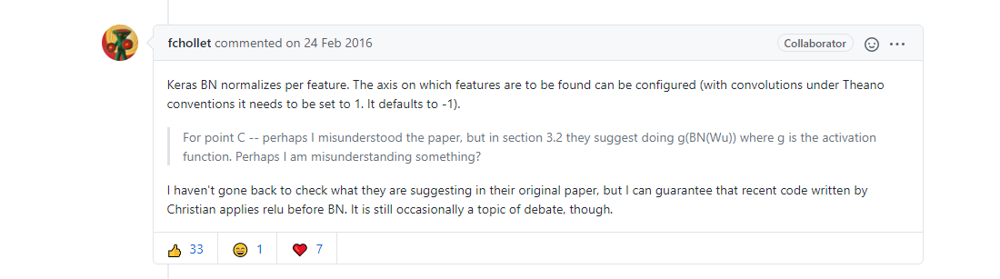 fchollet commented on 24 Feb 2016
Collaborator
Keras BN normalizes per feature. The axis on which features are to be found can be configured (with convolutions under Theano
conventions it needs to be set to 1. It defaults to -1).
For point C -- perhaps I misunderstood the paper, but in section 3.2 they suggest doing g(BN(Wu)) where g is the activation
function. Perhaps I am misunderstanding something?
I haven't gone back to check what they are suggesting in their original paper, but I can guarantee that recent code written by
Christian applies relu before BN. It is still occasionally a topic of debate, though.
33 1 7